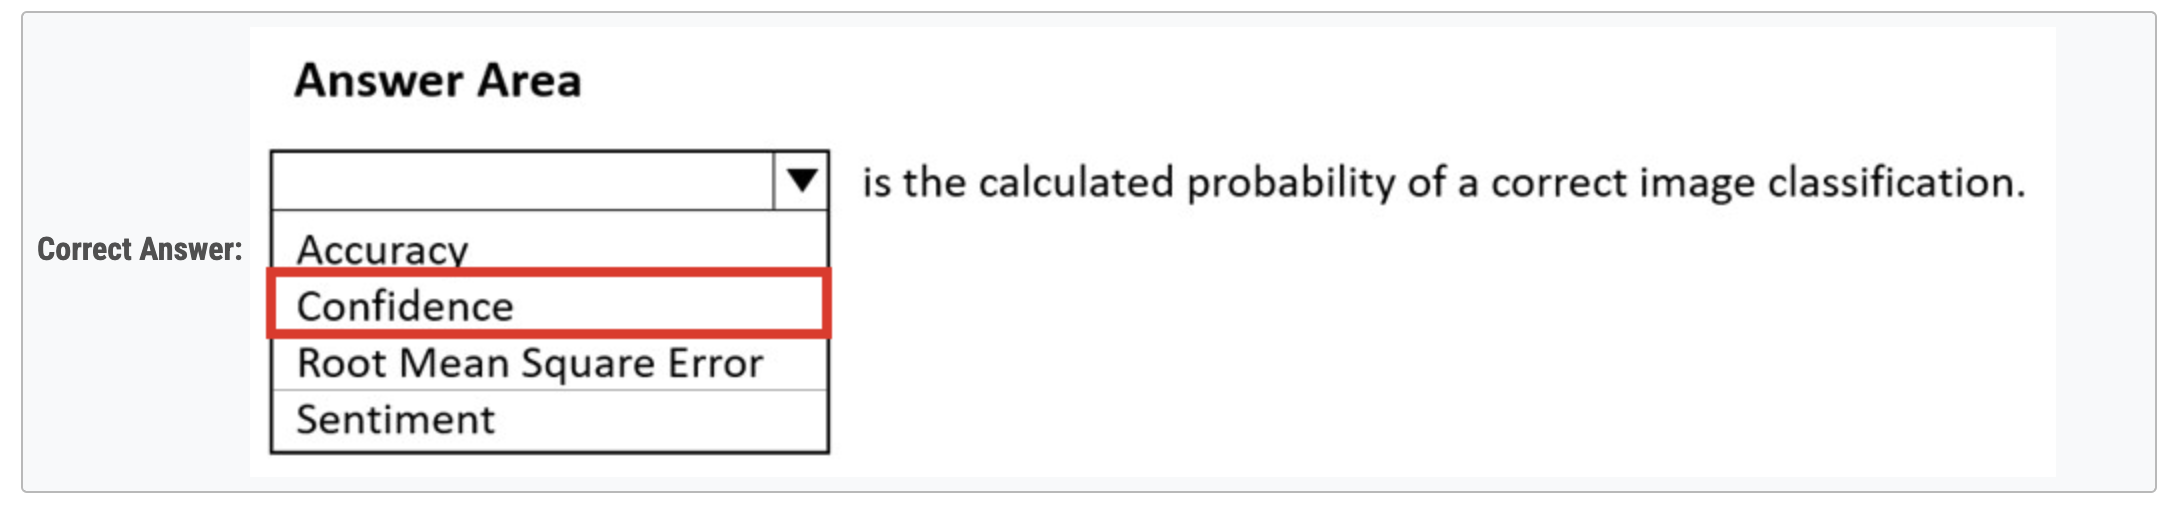 Answer Area
is the calculated probability of a correct image classification.
Correct Answer:
Accuracy
Confidence
Root Mean Square Error
Sentiment